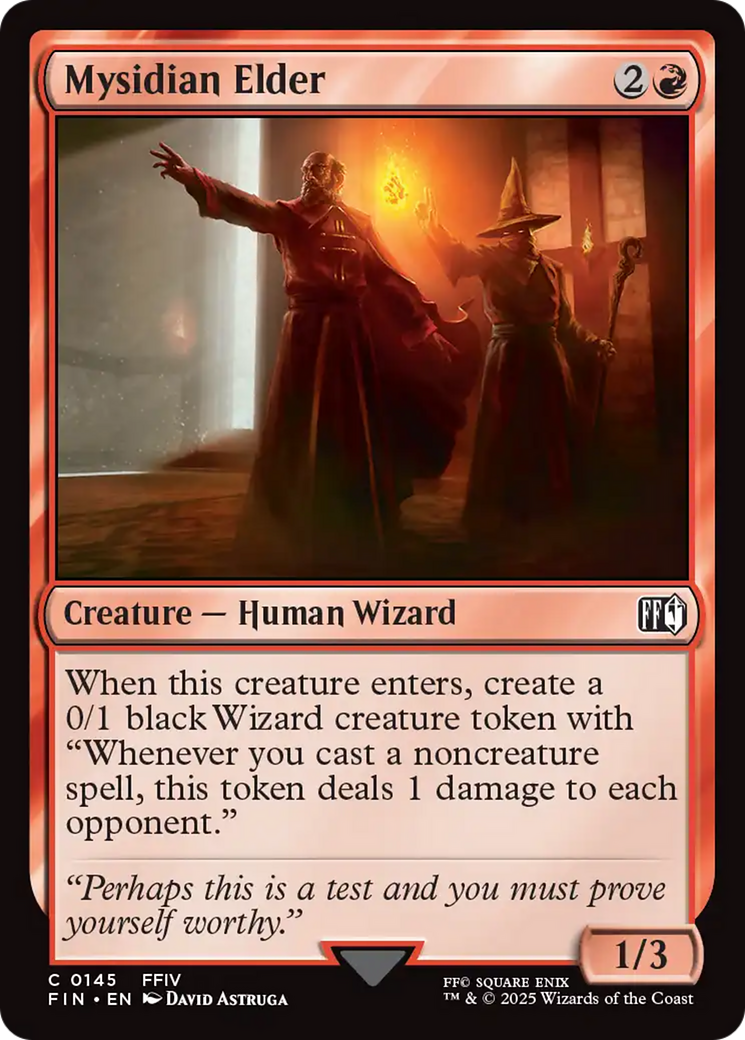 Mysidian Elder 2
Creature — Human Wizard FF
When this creature enters, create a
0/1 black Wizard creature token with
“Whenever you cast a noncreature
spell, this token deals 1 damage to each
opponent.”
“Perhaps this is a test and you must prove
yourself worthy.”
1/3
C 0145 FFIV
FIN • EN David Astruga
FF© SQUARE ENIX
™ & © 2025 Wizards of the Coast